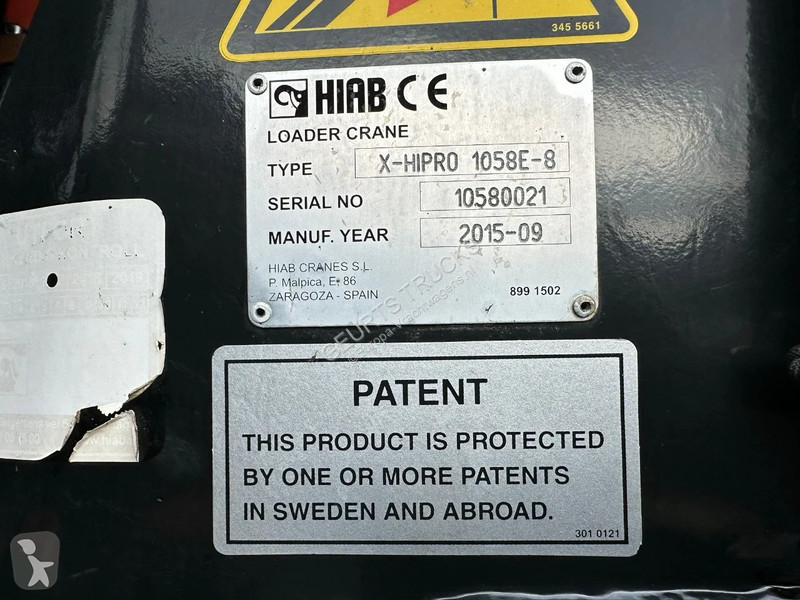 345 5661
HIAB CE
LOADER CRANE
TYPE X-HIPRO 1058E-8
SERIAL NO 10580021
MANUF. YEAR 2015-09
HIAB CRANES S.L.
P. Malpica, E. 86
ZARAGOZA - SPAIN
899 1502
GEURTS TRUCKS
PATENT
THIS PRODUCT IS PROTECTED
BY ONE OR MORE PATENTS
IN SWEDEN AND ABROAD.
301 0121